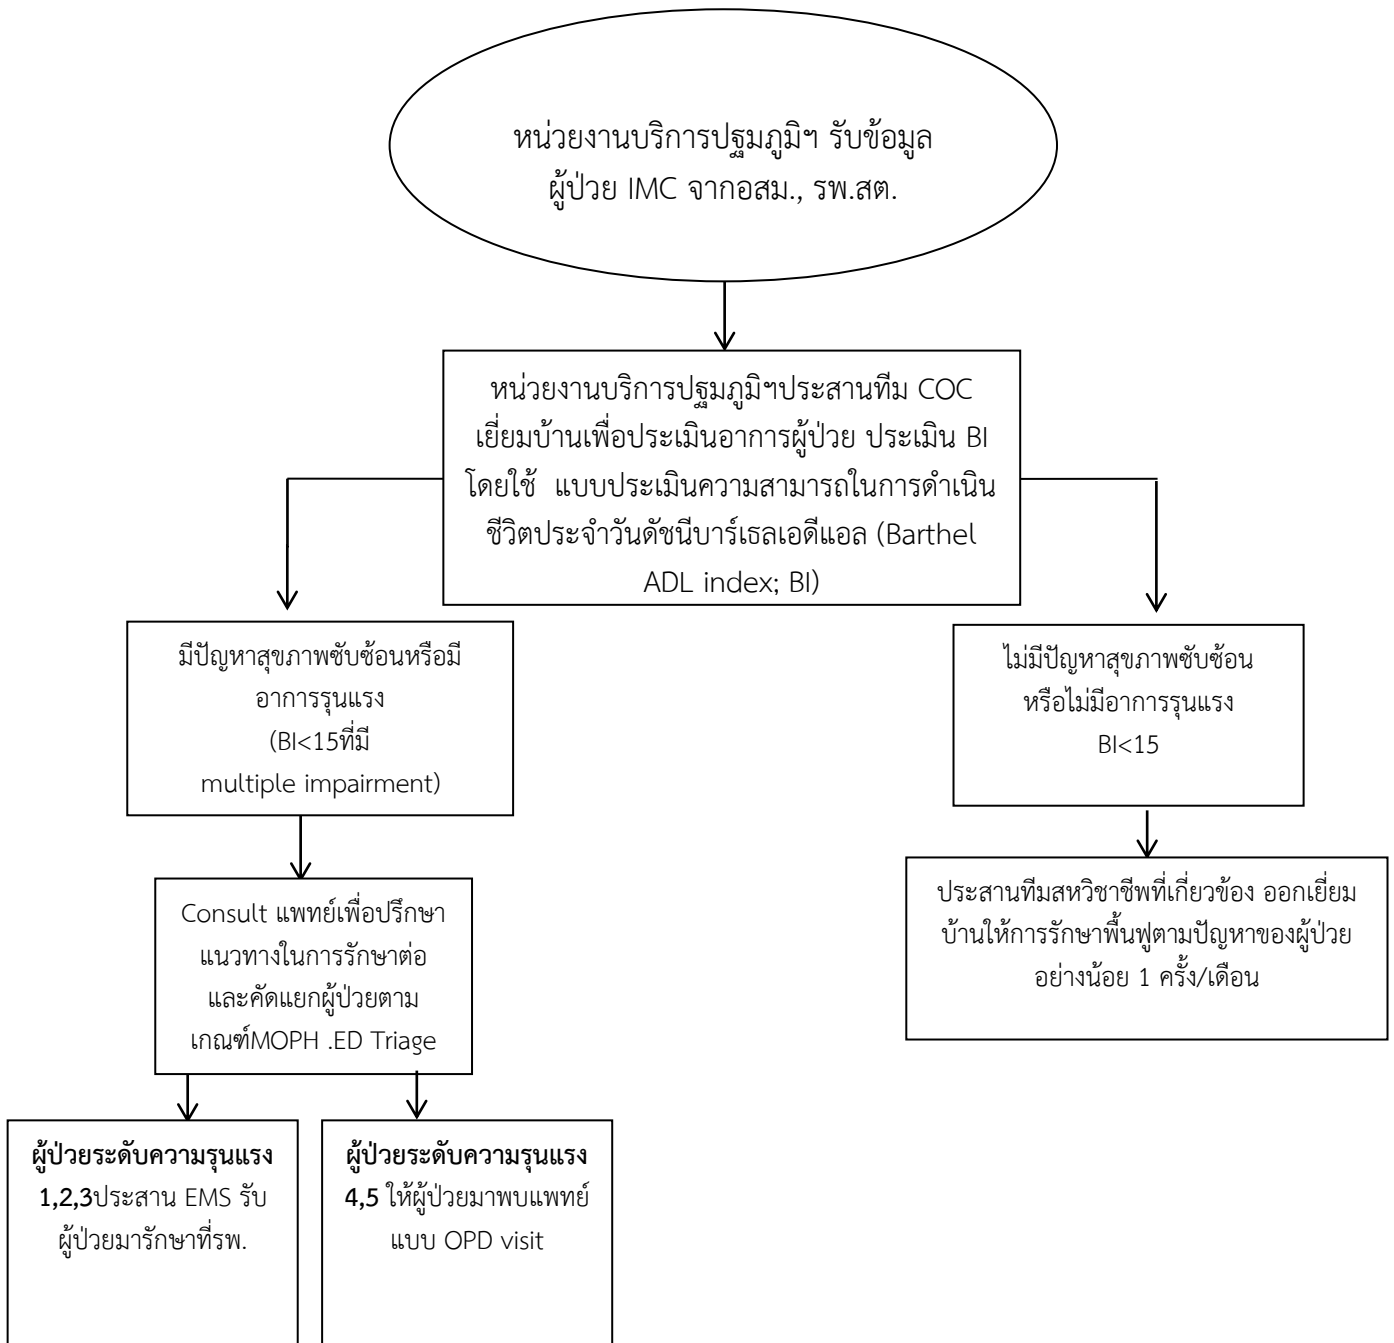 หน่วยงานบริการปฐมภูมิฯ รับข้อมูล
ผู้ป่วย IMC จากอสม., รพ.สต.
หน่วยงานบริการปฐมภูมิฯประสานทีม COC
เยี่ยมบ้านเพื่อประเมินอาการผู้ป่วย ประเมิน BI
โดยใช้ แบบประเมินความสามารถในการดำเนิน
ชีวิตประจำวันดัชนีบาร์เธลเอดีแอล (Barthel
ADL index; BI)
มีปัญหาสุขภาพซับซ้อนหรือมี
อาการรุนแรง
(BI<15ที่มี
multiple impairment)
ไม่มีปัญหาสุขภาพซับซ้อน
หรือไม่มีอาการรุนแรง
BI<15
Consult แพทย์เพื่อปรึกษา
แนวทางในการรักษาต่อ
และคัดแยกผู้ป่วยตาม
เกณฑ์MOPH .ED Triage
ประสานทีมสหวิชาชีพที่เกี่ยวข้อง ออกเยี่ยม
บ้านให้การรักษาพื้นฟูตามปัญหาของผู้ป่วย
อย่างน้อย 1 ครั้ง/เดือน
ผู้ป่วยระดับความรุนแรง
1,2,3ประสาน EMS รับ
ผู้ป่วยมารักษาที่รพ.
ผู้ป่วยระดับความรุนแรง
4,5 ให้ผู้ป่วยมาพบแพทย์
แบบ OPD visit